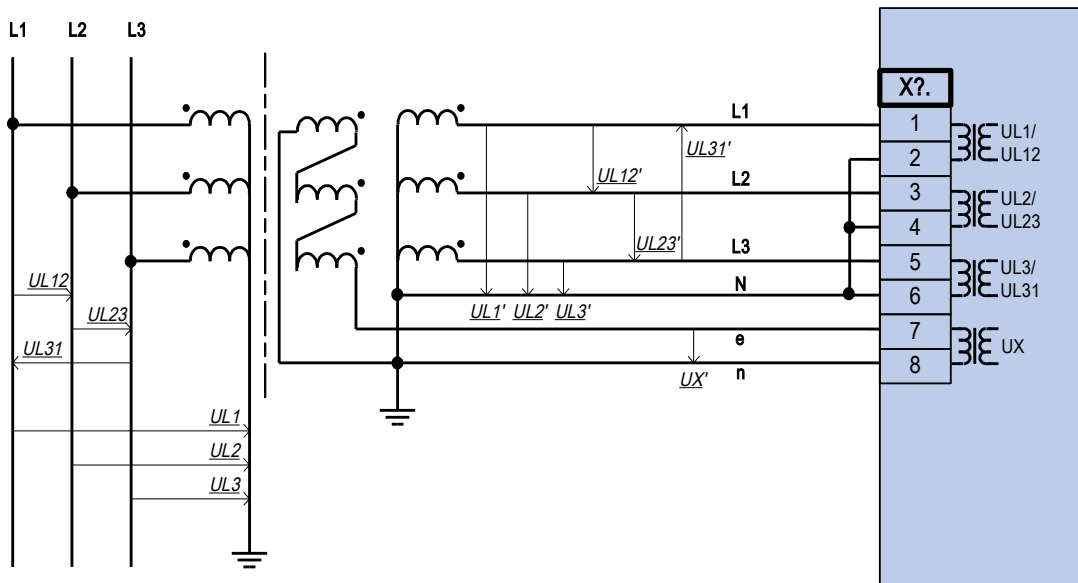 L1 L2 L3
X?.
L1
1
UL1/
UL12
UL31'
2
UL12'
L2
3
UL2/
UL23
4
UL23'
L3
5
UL3/
UL31
UL12
N
6
UL1' UL2' UL3'
UL23
7
e
UX
UL31
8
UX' n
UL1
UL2
UL3